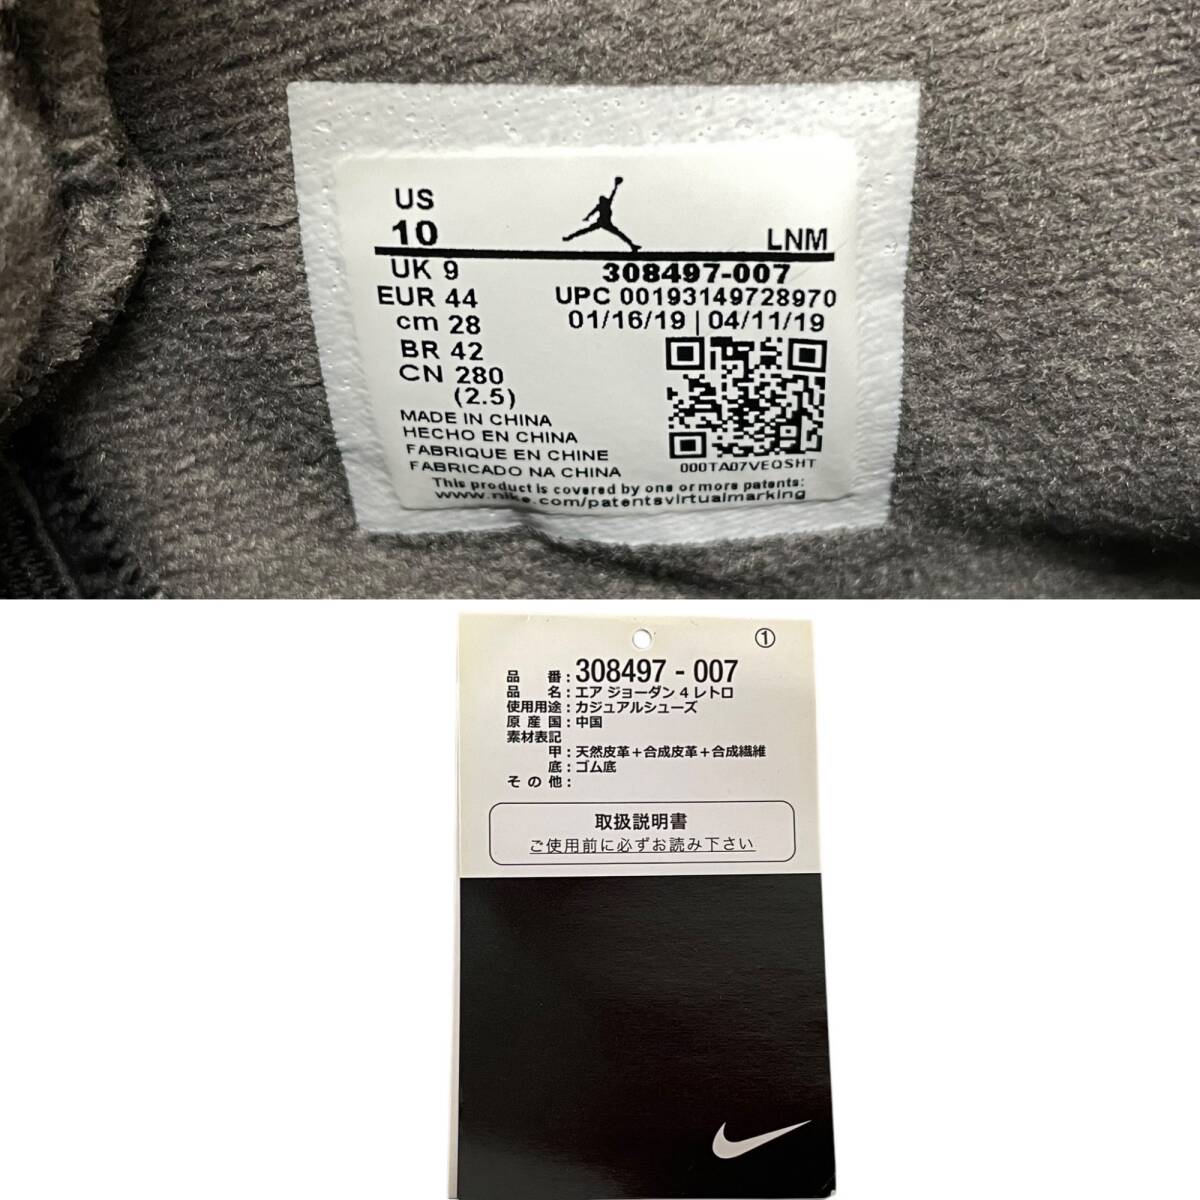 US
10
LNM
UK 9
308497-007
EUR 44
UPC 00193149728970
cm 28
01/16/19 | 04/11/19
BR 42
CN 280
(2.5)
MADE IN CHINA
HECHO EN CHINA
FABRIQUE EN CHINE
FABRICADO NA CHINA
000TA07VEQSHT
This product is covered by one or more patents:
www.nike.com/patentsvirtualmarking
①
品 番:308497-007
品 名:エア ジョーダン 4 レトロ
使用用途:カジュアルシューズ
原 産 国:中国
素材表記
甲:天然皮革+合成皮革+合成繊維
底:ゴム底
そ の 他:
取扱説明書
ご使用前に必ずお読み下さい